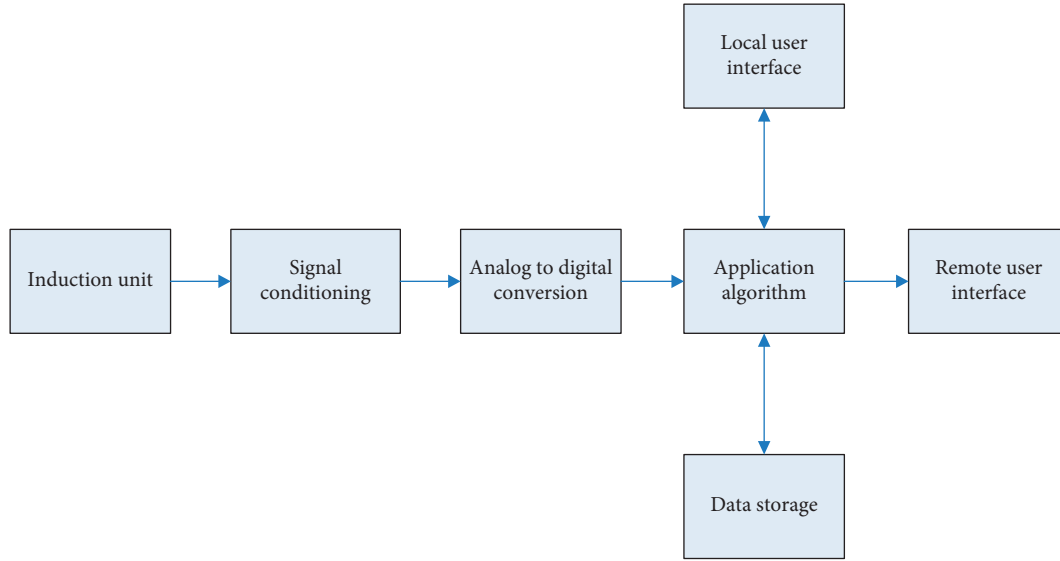 Local user
interface
Induction unit
Signal
conditioning
Analog to digital
conversion
Application
algorithm
Remote user
interface
Data storage